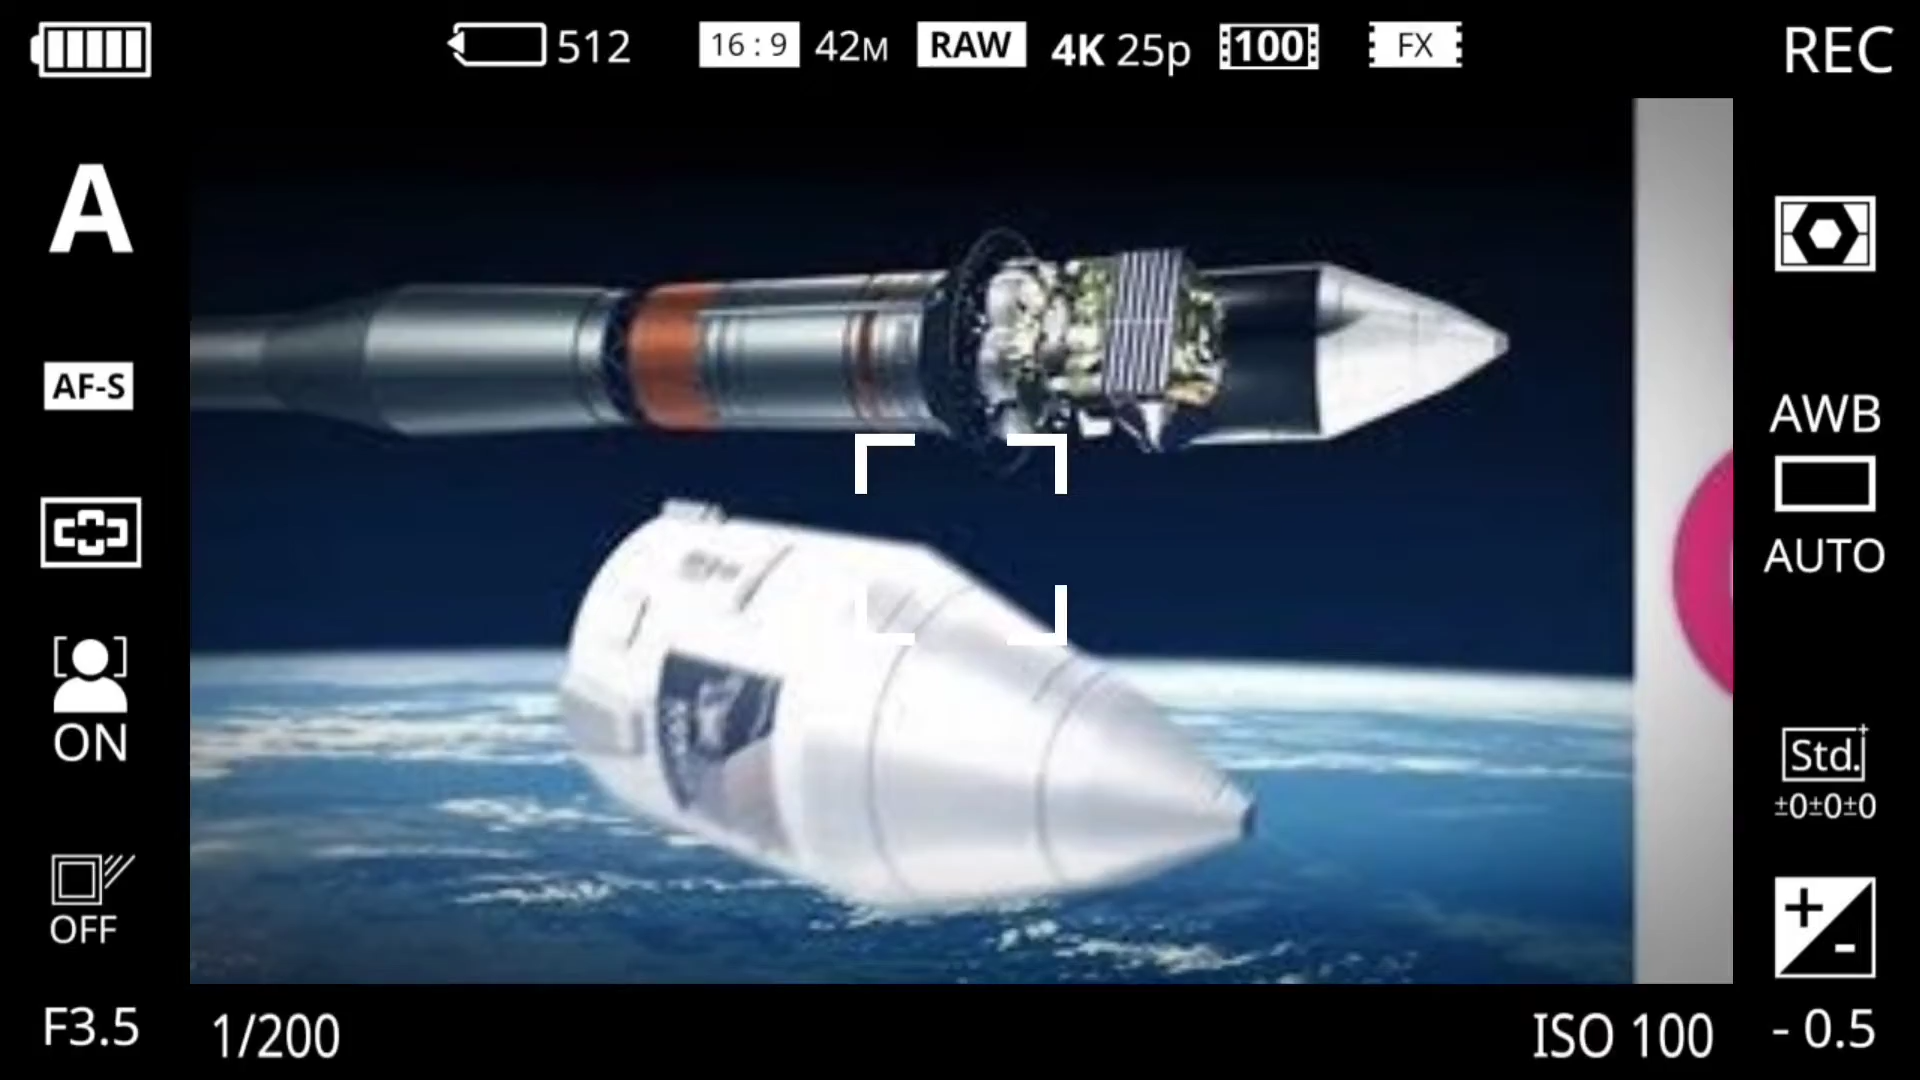 512 16:9 42M RAW 4K 25p 100 FX REC
A
AF-S
AWB
AUTO
ON
Std.
±0±0±0
OFF
F3.5 1/200 ISO 100 - 0.5